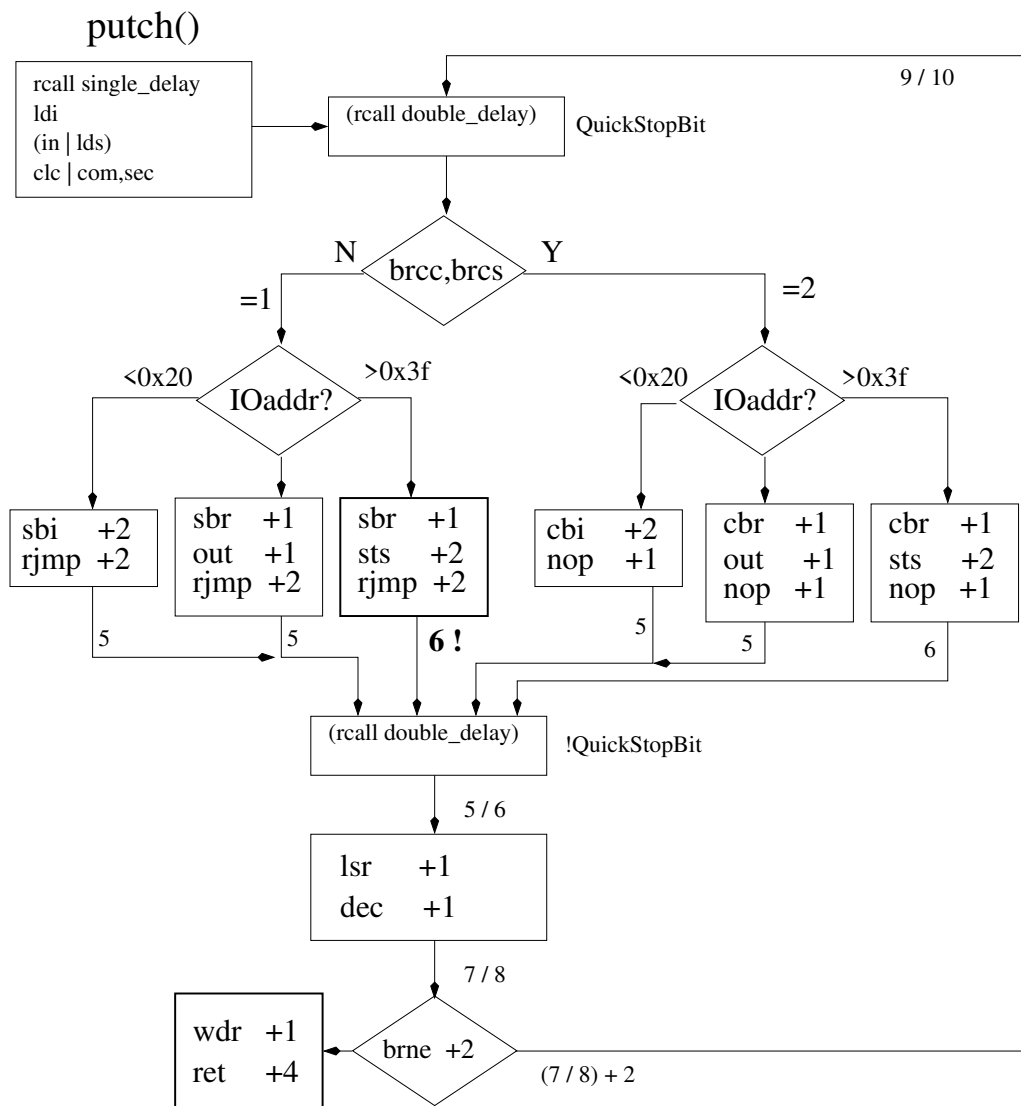 putch()
rcall single_delay
ldi
(in | lds)
clc | com,sec
9 / 10
(rcall double_delay)
QuickStopBit
N
brcc,brcs
Y
=1
=2
<0x20
IOaddr?
>0x3f
<0x20
IOaddr?
>0x3f
sbi +2
rjmp +2
sbr +1
out +1
rjmp +2
sbr +1
sts +2
rjmp +2
cbi +2
nop +1
cbr +1
out +1
nop +1
cbr +1
sts +2
nop +1
5
5
6 !
5
5
6
(rcall double_delay)
!QuickStopBit
5 / 6
lsr +1
dec +1
7 / 8
wdr +1
ret +4
brne +2
(7 / 8) + 2